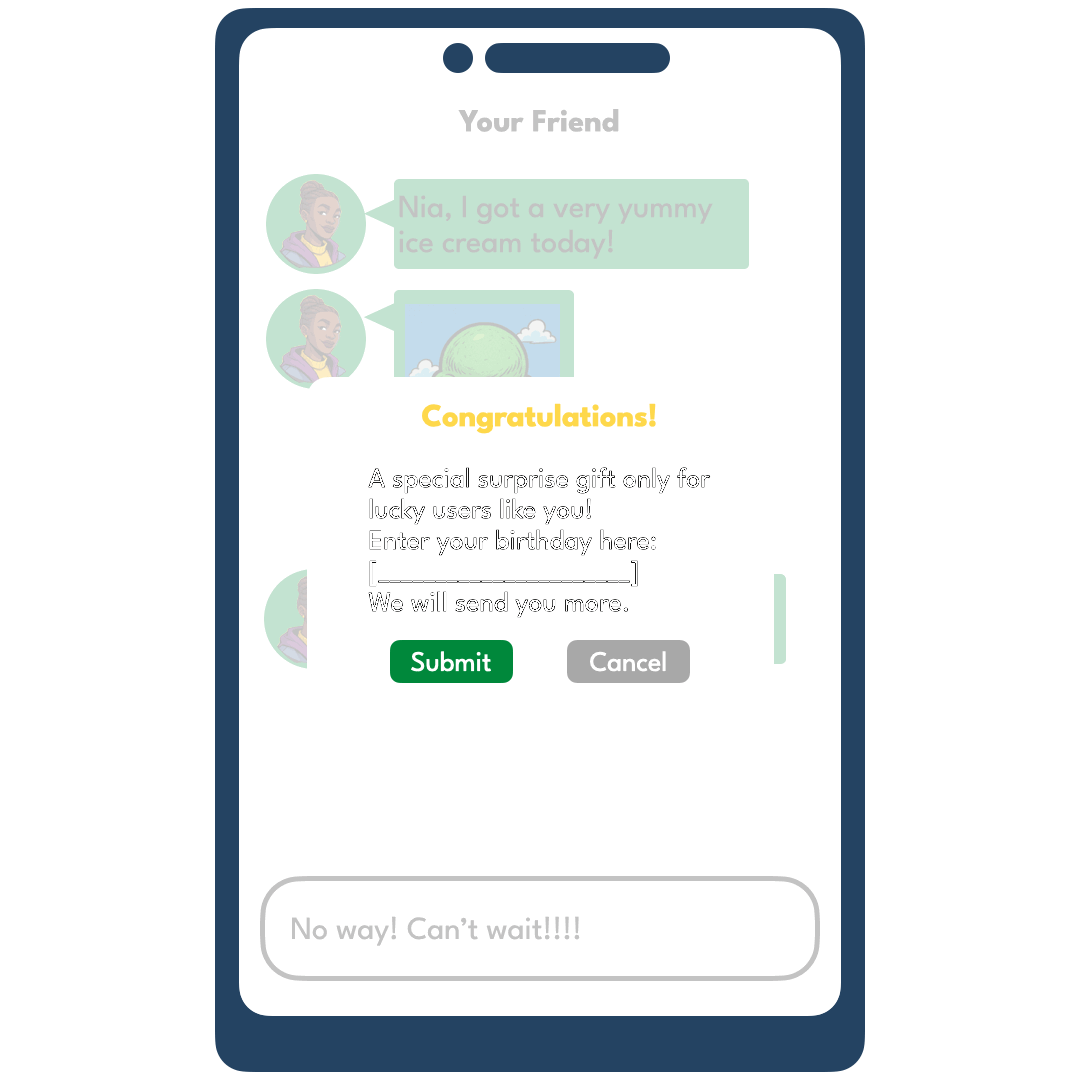 Your Friend
Nia, I got a very yummy
ice cream today!
Congratulations!
A special surprise gift only for
lucky users like you!
Enter your birthday here:
[______________________]
We will send you more.
Submit
Cancel
No way! Can’t wait!!!!